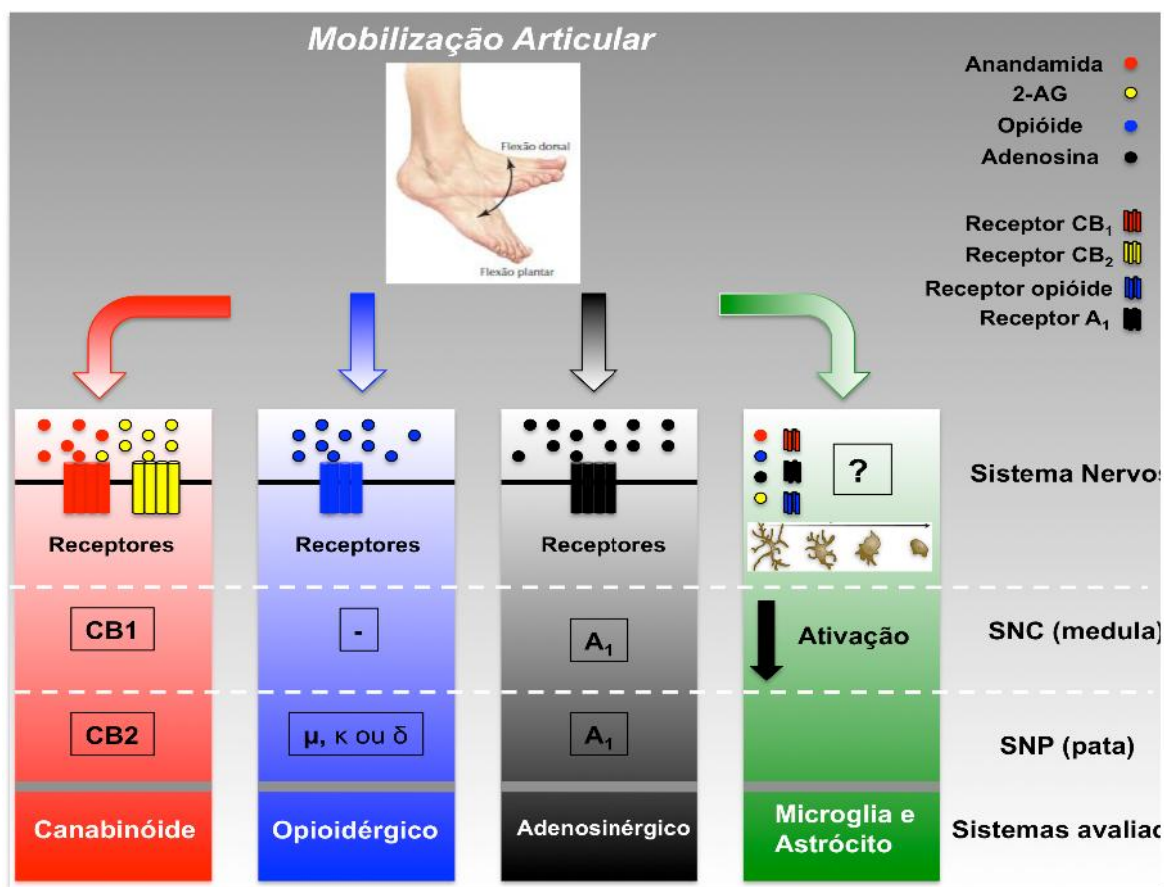 Mobilização Articular
Flexão dorsal
Flexão plantar
Anandamida
2-AG
Opióide
Adenosina
Receptor CB₁
Receptor CB₂
Receptor opióide
Receptor A₁
?
Sistema Nervos
Receptores
Receptores
Receptores
CB1
-
A₁
Ativação
SNC (medula)
CB2
μ, κ ou δ
A₁
SNP (pata)
Canabinóide
Opioidérgico
Adenosinérgico
Microglia e
Astrócito
Sistemas avaliad